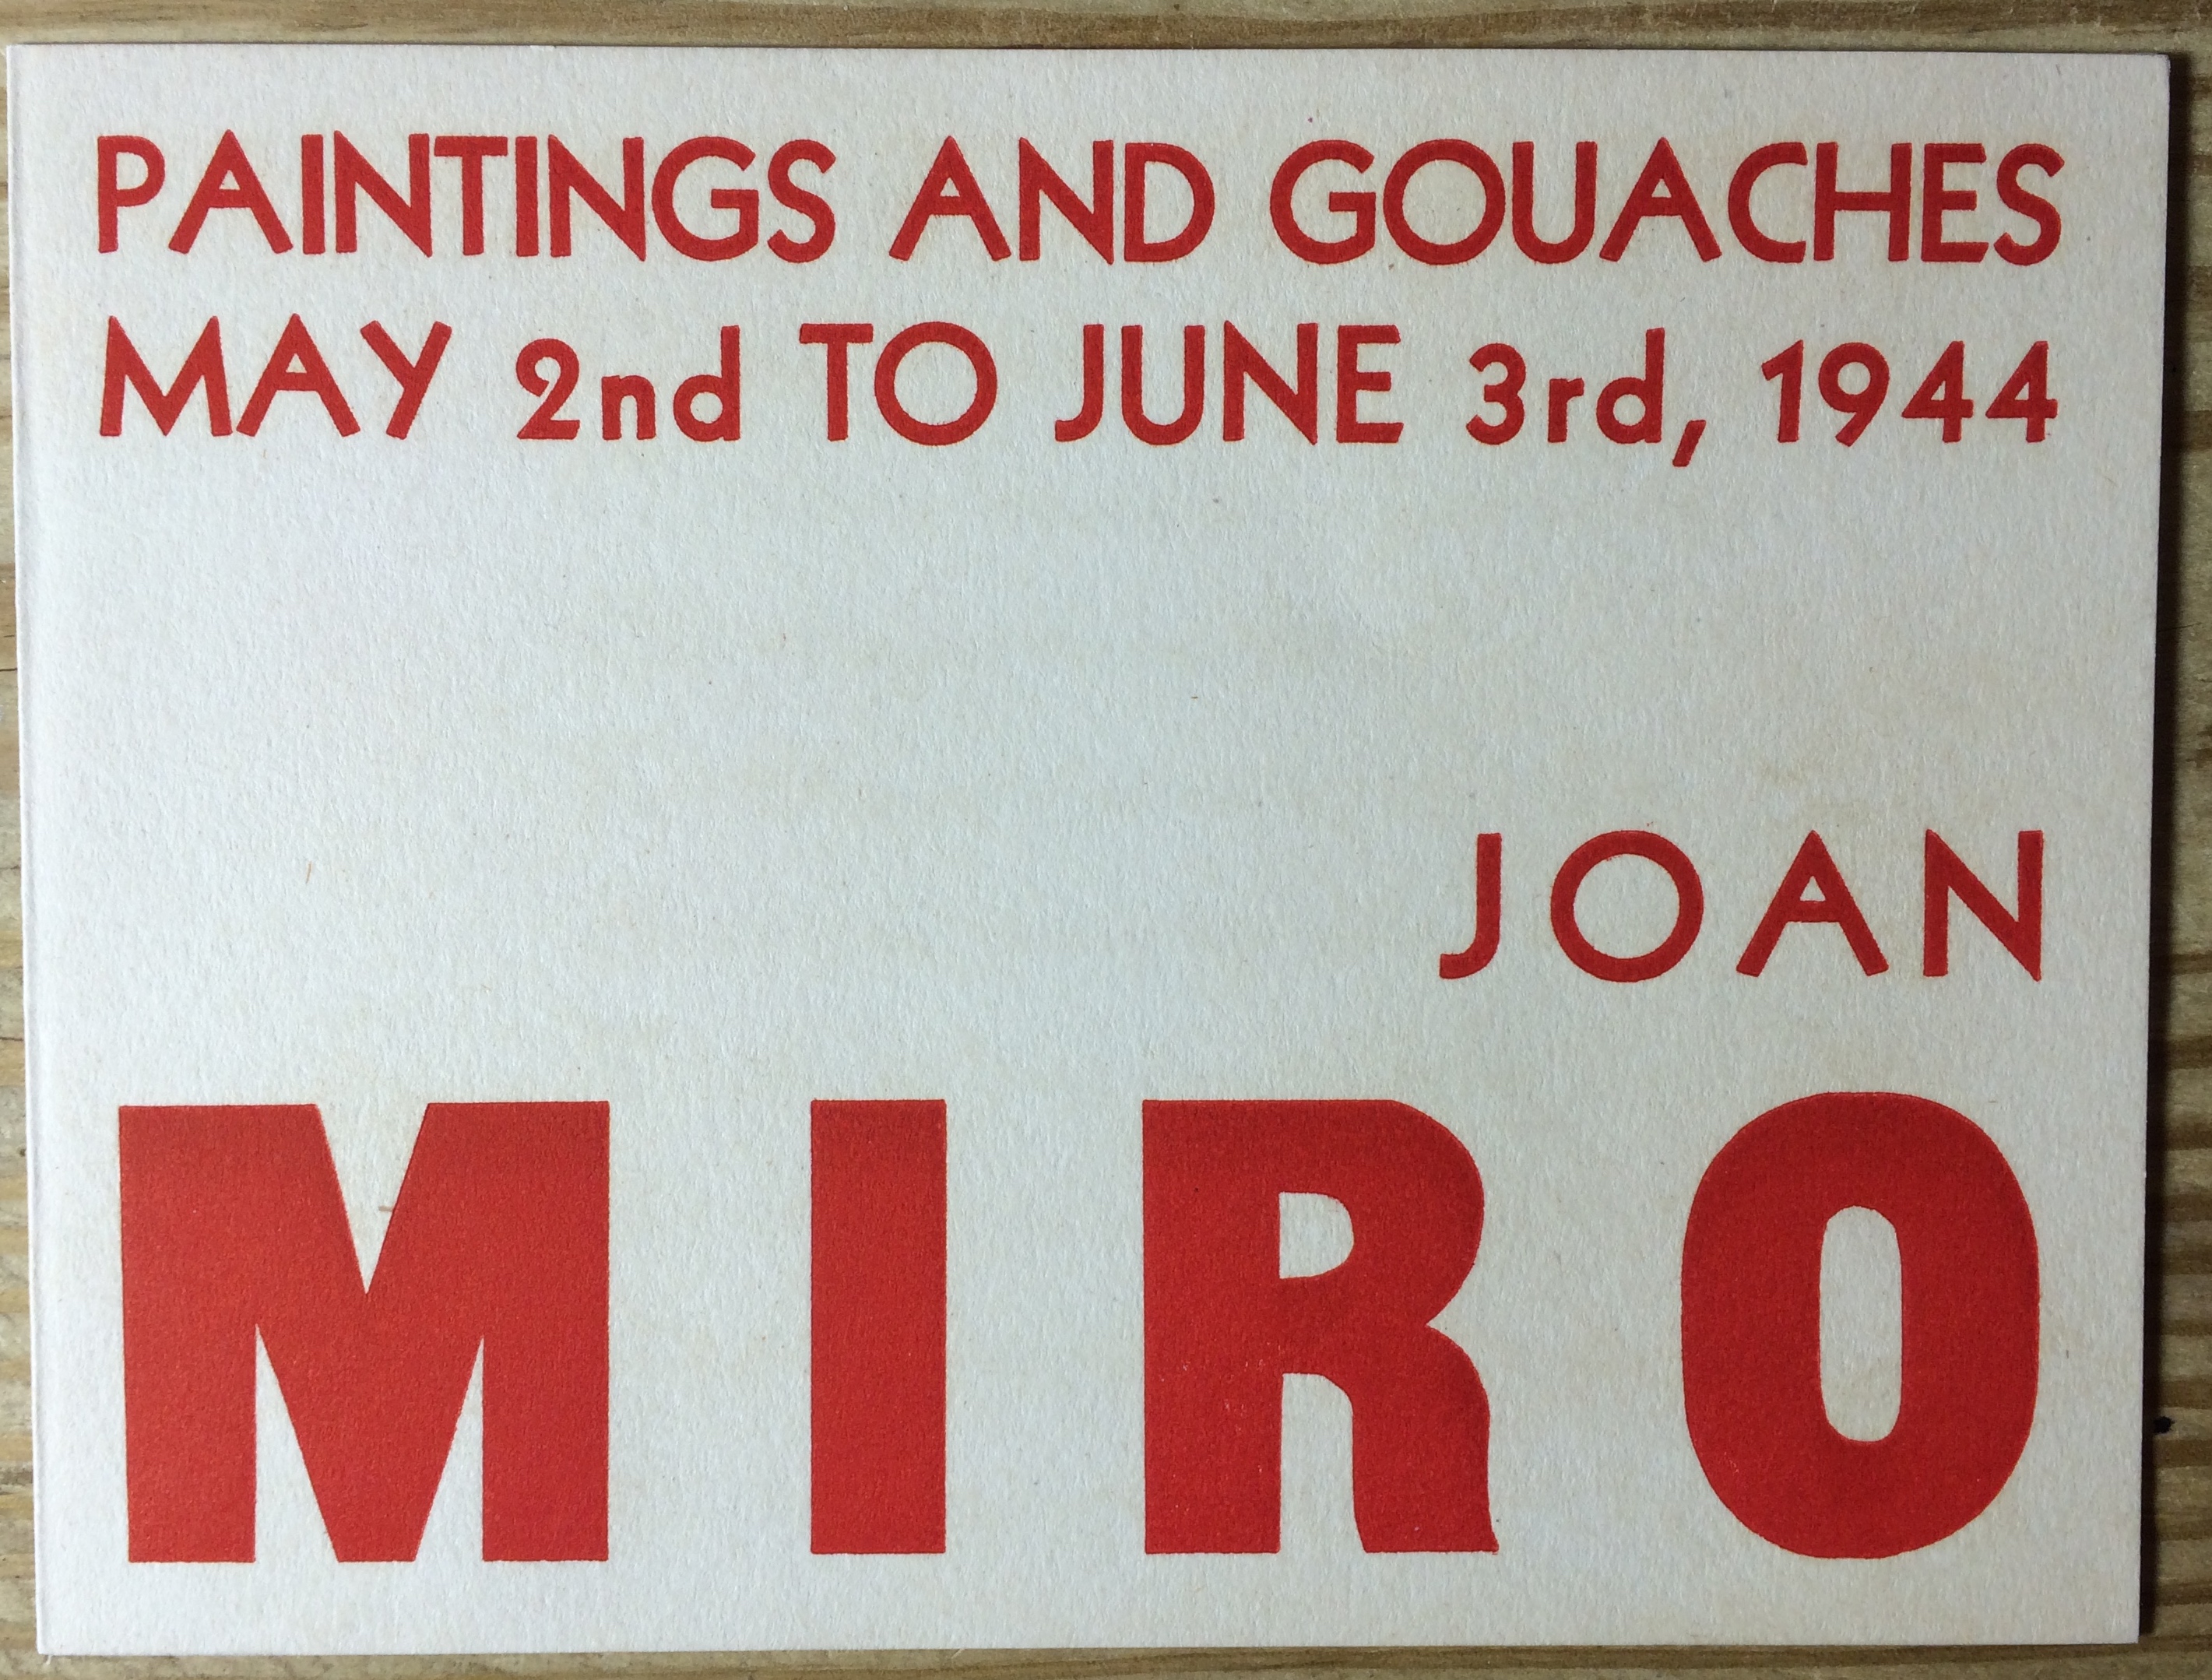 PAINTINGS AND GOUACHES
MAY 2nd TO JUNE 3rd, 1944
JOAN
MIRO